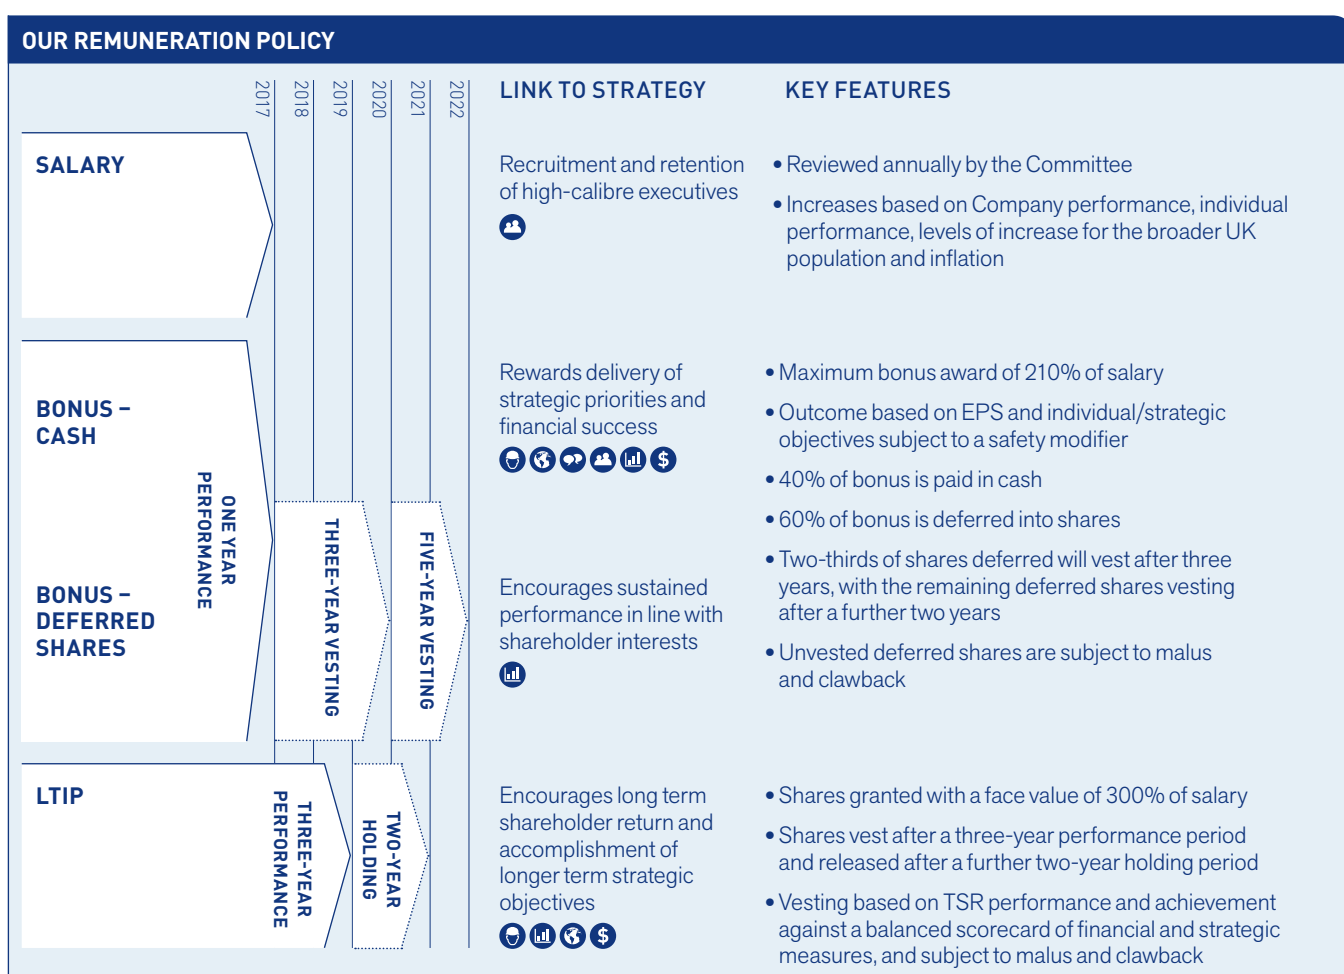 OUR REMUNERATION POLICY
2017
2018
2019
2020
2021
2022
LINK TO STRATEGY
KEY FEATURES
SALARY
Recruitment and retention
of high-calibre executives
• Reviewed annually by the Committee
• Increases based on Company performance, individual
performance, levels of increase for the broader UK
population and inflation
BONUS –
CASH
ONE YEAR
PERFORMANCE
BONUS –
DEFERRED
SHARES
THREE-YEAR VESTING
FIVE-YEAR VESTING
Rewards delivery of
strategic priorities and
financial success
$
Encourages sustained
performance in line with
shareholder interests
• Maximum bonus award of 210% of salary
• Outcome based on EPS and individual/strategic
objectives subject to a safety modifier
• 40% of bonus is paid in cash
• 60% of bonus is deferred into shares
• Two-thirds of shares deferred will vest after three
years, with the remaining deferred shares vesting
after a further two years
• Unvested deferred shares are subject to malus
and clawback
LTIP
THREE-YEAR
PERFORMANCE
TWO-YEAR
HOLDING
Encourages long term
shareholder return and
accomplishment of
longer term strategic
objectives
$
• Shares granted with a face value of 300% of salary
• Shares vest after a three-year performance period
and released after a further two-year holding period
• Vesting based on TSR performance and achievement
against a balanced scorecard of financial and strategic
measures, and subject to malus and clawback